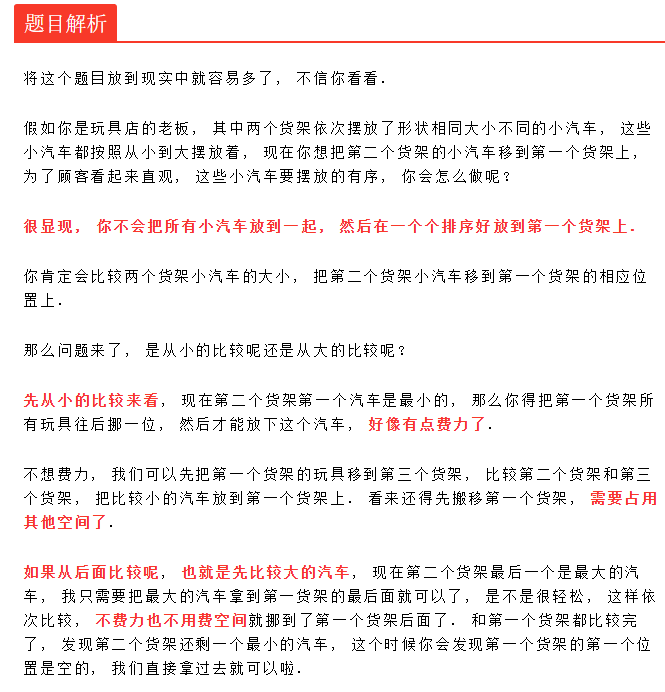 题目解析
将这个题目放到现实中就容易多了， 不信你看看．
假如你是玩具店的老板， 其中两个货架依次摆放了形状相同大小不同的小汽车， 这些
小汽车都按照从小到大摆放着， 现在你想把第二个货架的小汽车移到第一个货架上，
为了顾客看起来直观， 这些小汽车要摆放的有序， 你会怎么做呢？
很显现， 你不会把所有小汽车放到一起， 然后在一个个排序好放到第一个货架上．
你肯定会比较两个货架小汽车的大小， 把第二个货架小汽车移到第一个货架的相应位
置上．
那么问题来了， 是从小的比较呢还是从大的比较呢？
先从小的比较来看， 现在第二个货架第一个汽车是最小的， 那么你得把第一个货架所
有玩具往后挪一位， 然后才能放下这个汽车， 好像有点费力了．
不想费力， 我们可以先把第一个货架的玩具移到第三个货架， 比较第二个货架和第三
个货架， 把比较小的汽车放到第一个货架上． 看来还得先搬移第一个货架， 需要占用
其他空间了．
如果从后面比较呢， 也就是先比较大的汽车， 现在第二个货架最后一个是最大的汽
车， 我只需要把最大的汽车拿到第一货架的最后面就可以了， 是不是很轻松， 这样依
次比较， 不费力也不用费空间就挪到了第一个货架后面了． 和第一个货架都比较完
了， 发现第二个货架还剩一个最小的汽车， 这个时候你会发现第一个货架的第一个位
置是空的， 我们直接拿过去就可以啦．